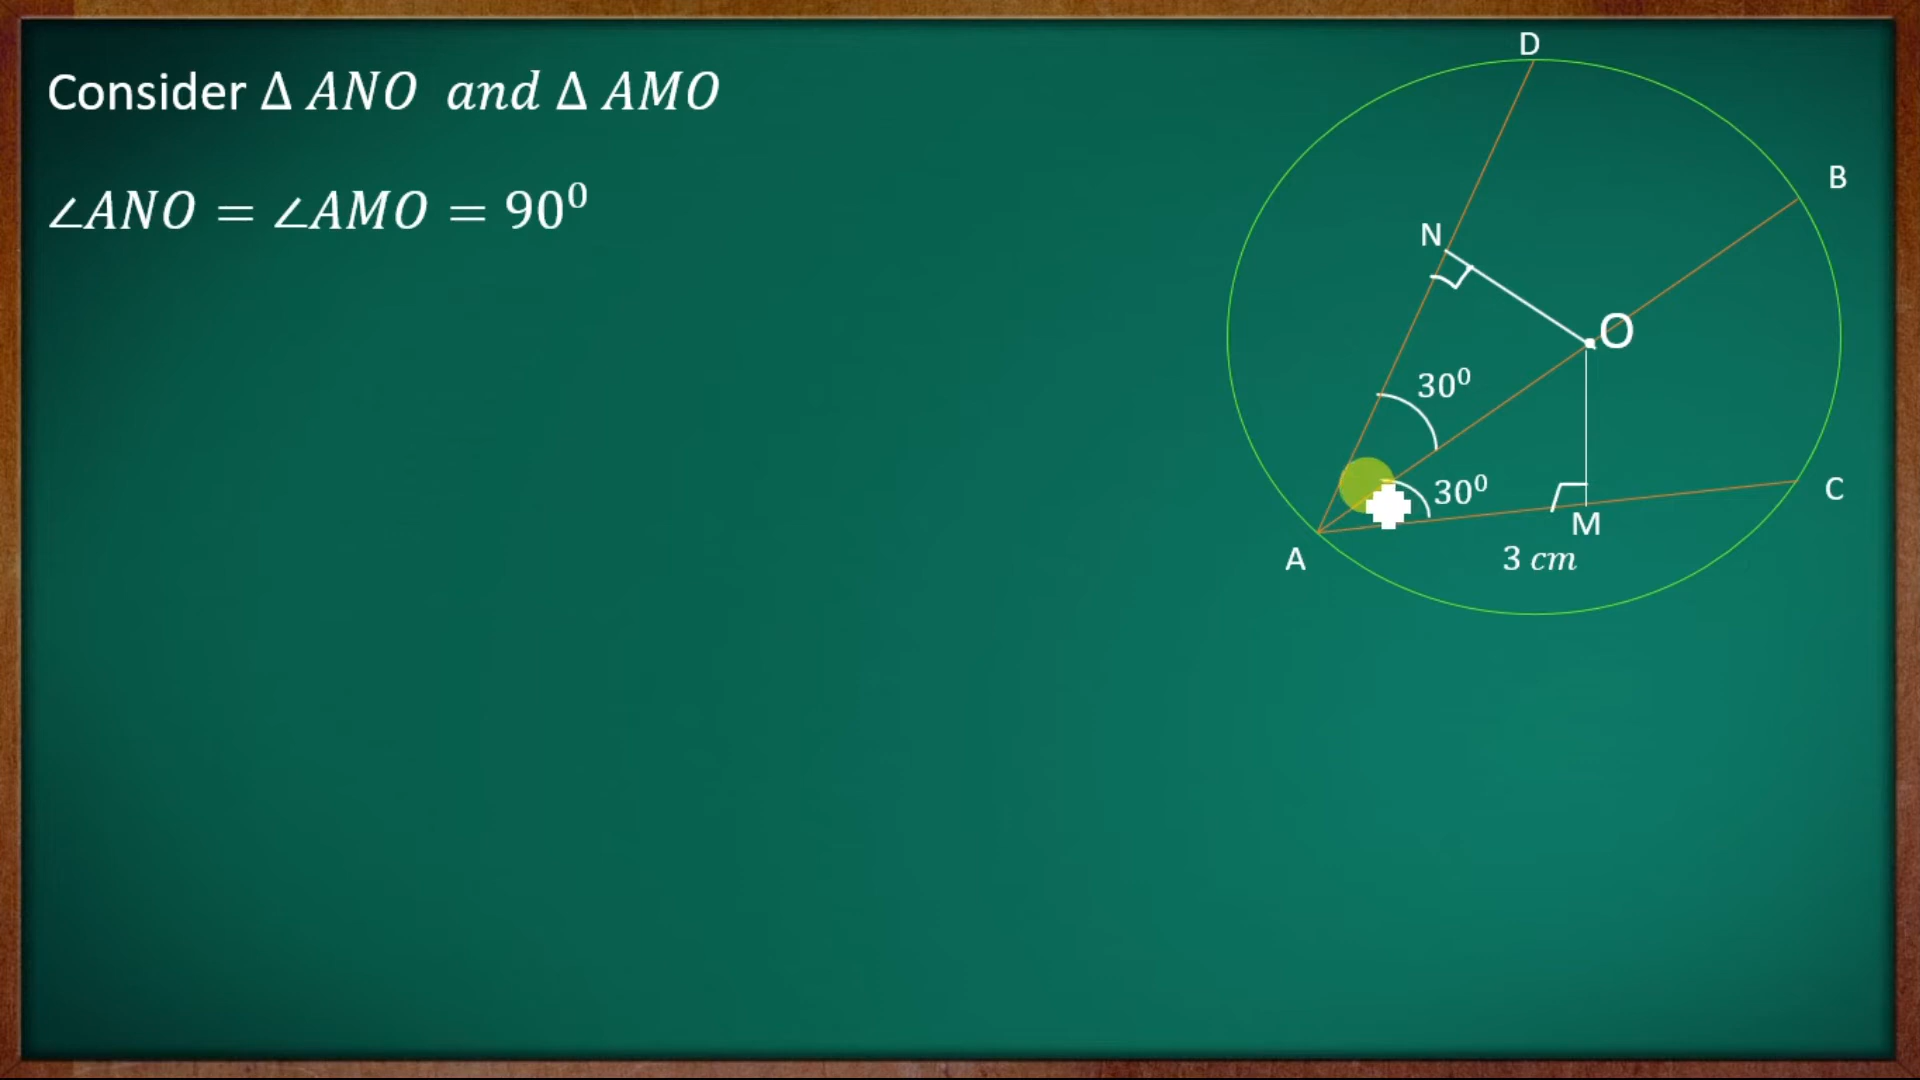 Consider Δ ANO and Δ AMO
∠ANO = ∠AMO = 90⁰
D
B
N
O
30⁰
30⁰
C
M
A
3 cm